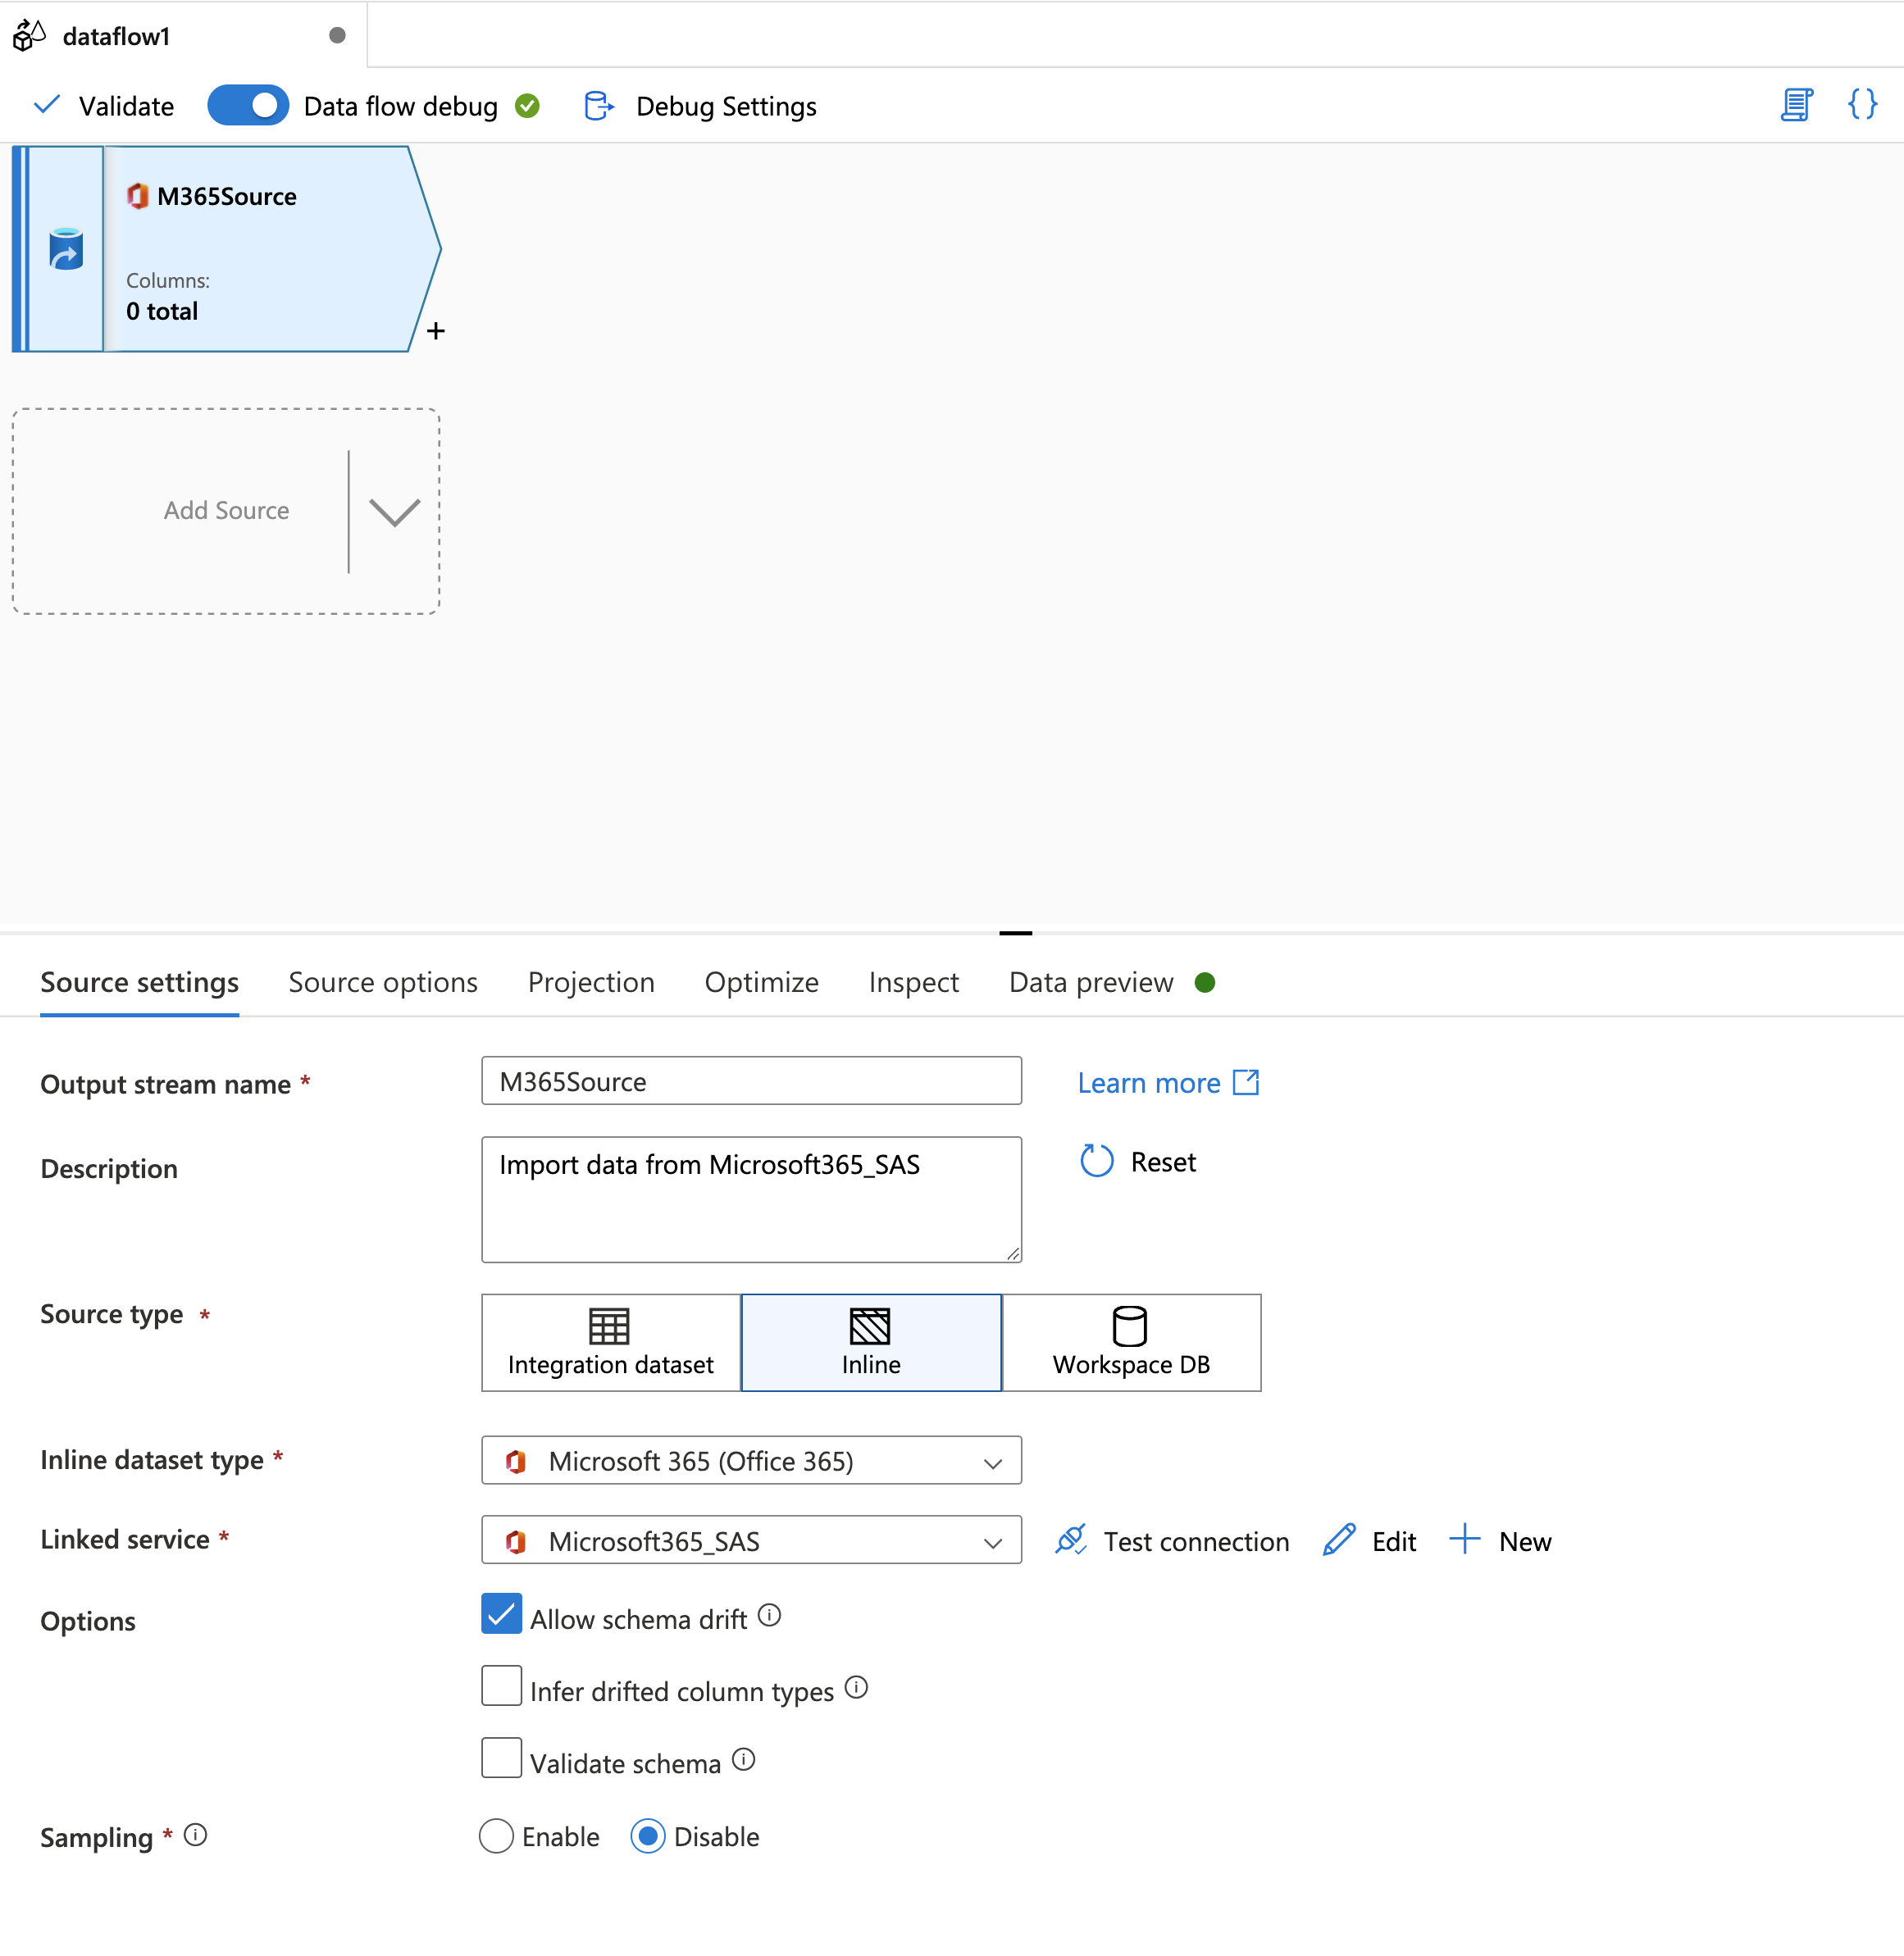 dataflow1
Validate
Data flow debug
Debug Settings
M365Source
Columns:
0 total
+
Add Source
Source settings
Source options
Projection
Optimize
Inspect
Data preview
Output stream name *
M365Source
Learn more
Description
Import data from Microsoft365_SAS
Reset
Source type *
Integration dataset
Inline
Workspace DB
Inline dataset type *
Microsoft 365 (Office 365)
Linked service *
Microsoft365_SAS
Test connection
Edit
New
Options
Allow schema drift
Infer drifted column types
Validate schema
Sampling *
Enable
Disable